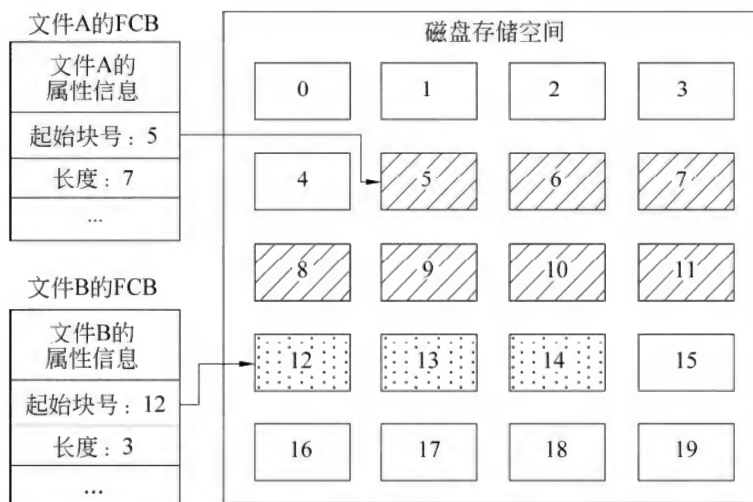 文件A的FCB
文件A的
属性信息
起始块号：5
长度：7
...
文件B的FCB
文件B的
属性信息
起始块号：12
长度：3
...
磁盘存储空间
0 1 2 3
4 5 6 7
8 9 10 11
12 13 14 15
16 17 18 19